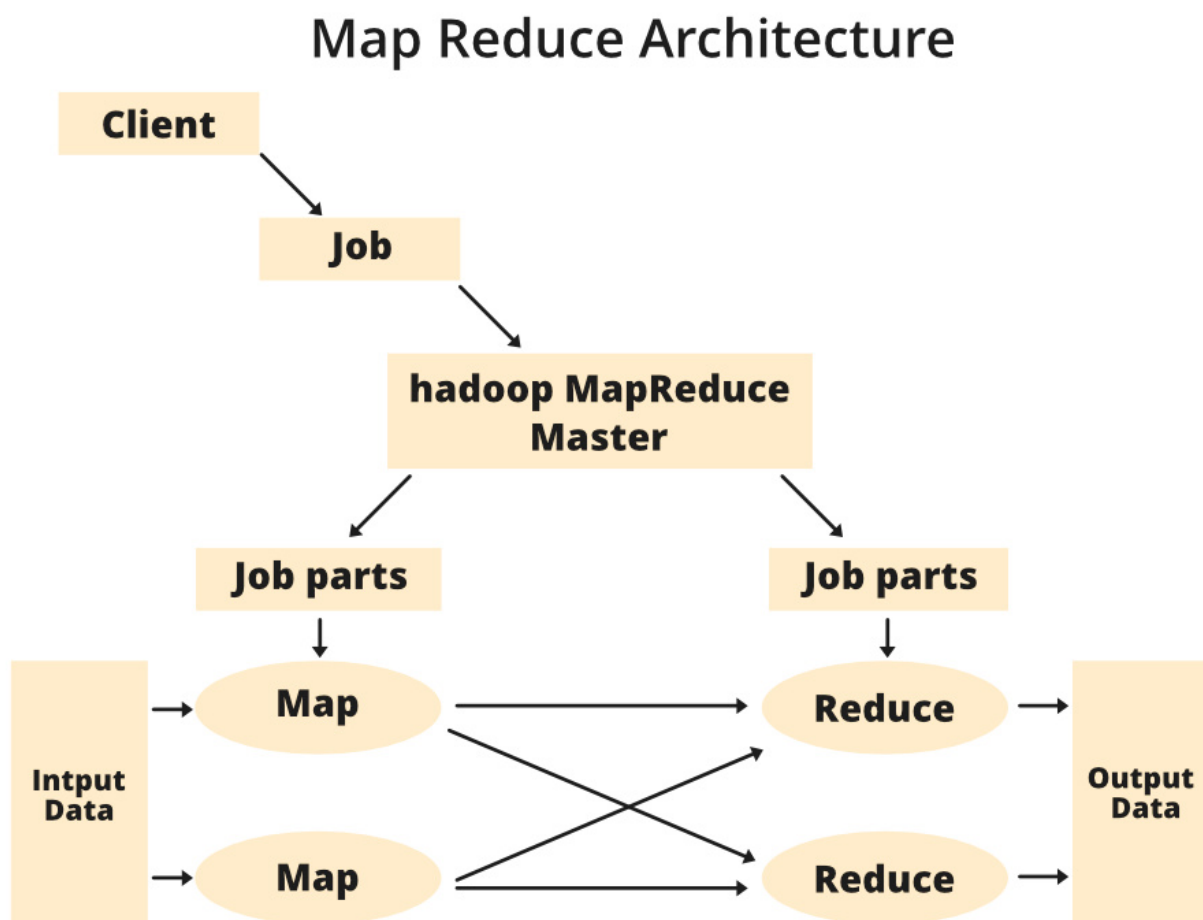 Map Reduce Architecture
Client
Job
hadoop MapReduce
Master
Job parts
Job parts
Map
Reduce
Intput
Data
Output
Data
Map
Reduce